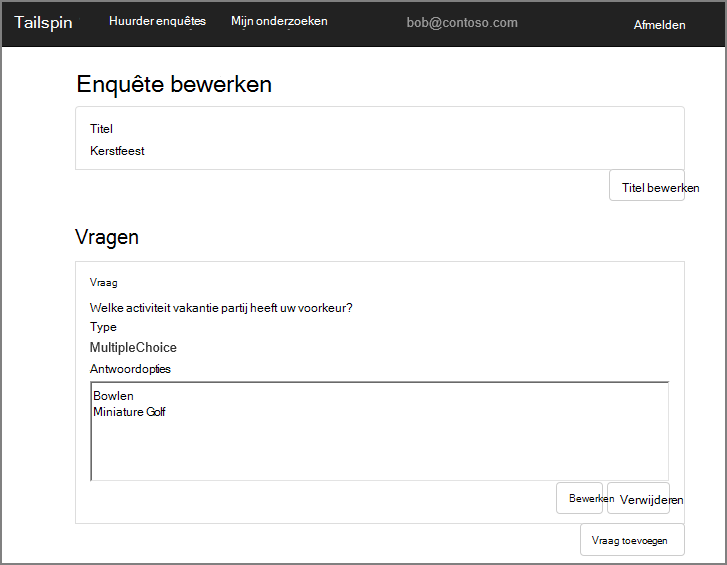 Tailspin Huurder enquêtes Mijn onderzoeken bob@contoso.com Afmelden
Enquête bewerken
Titel
Kerstfeest
Titel bewerken
Vragen
Vraag
Welke activiteit vakantie partij heeft uw voorkeur?
Type
MultipleChoice
Antwoordopties
Bowlen
Miniature Golf
Bewerken Verwijderen
Vraag toevoegen